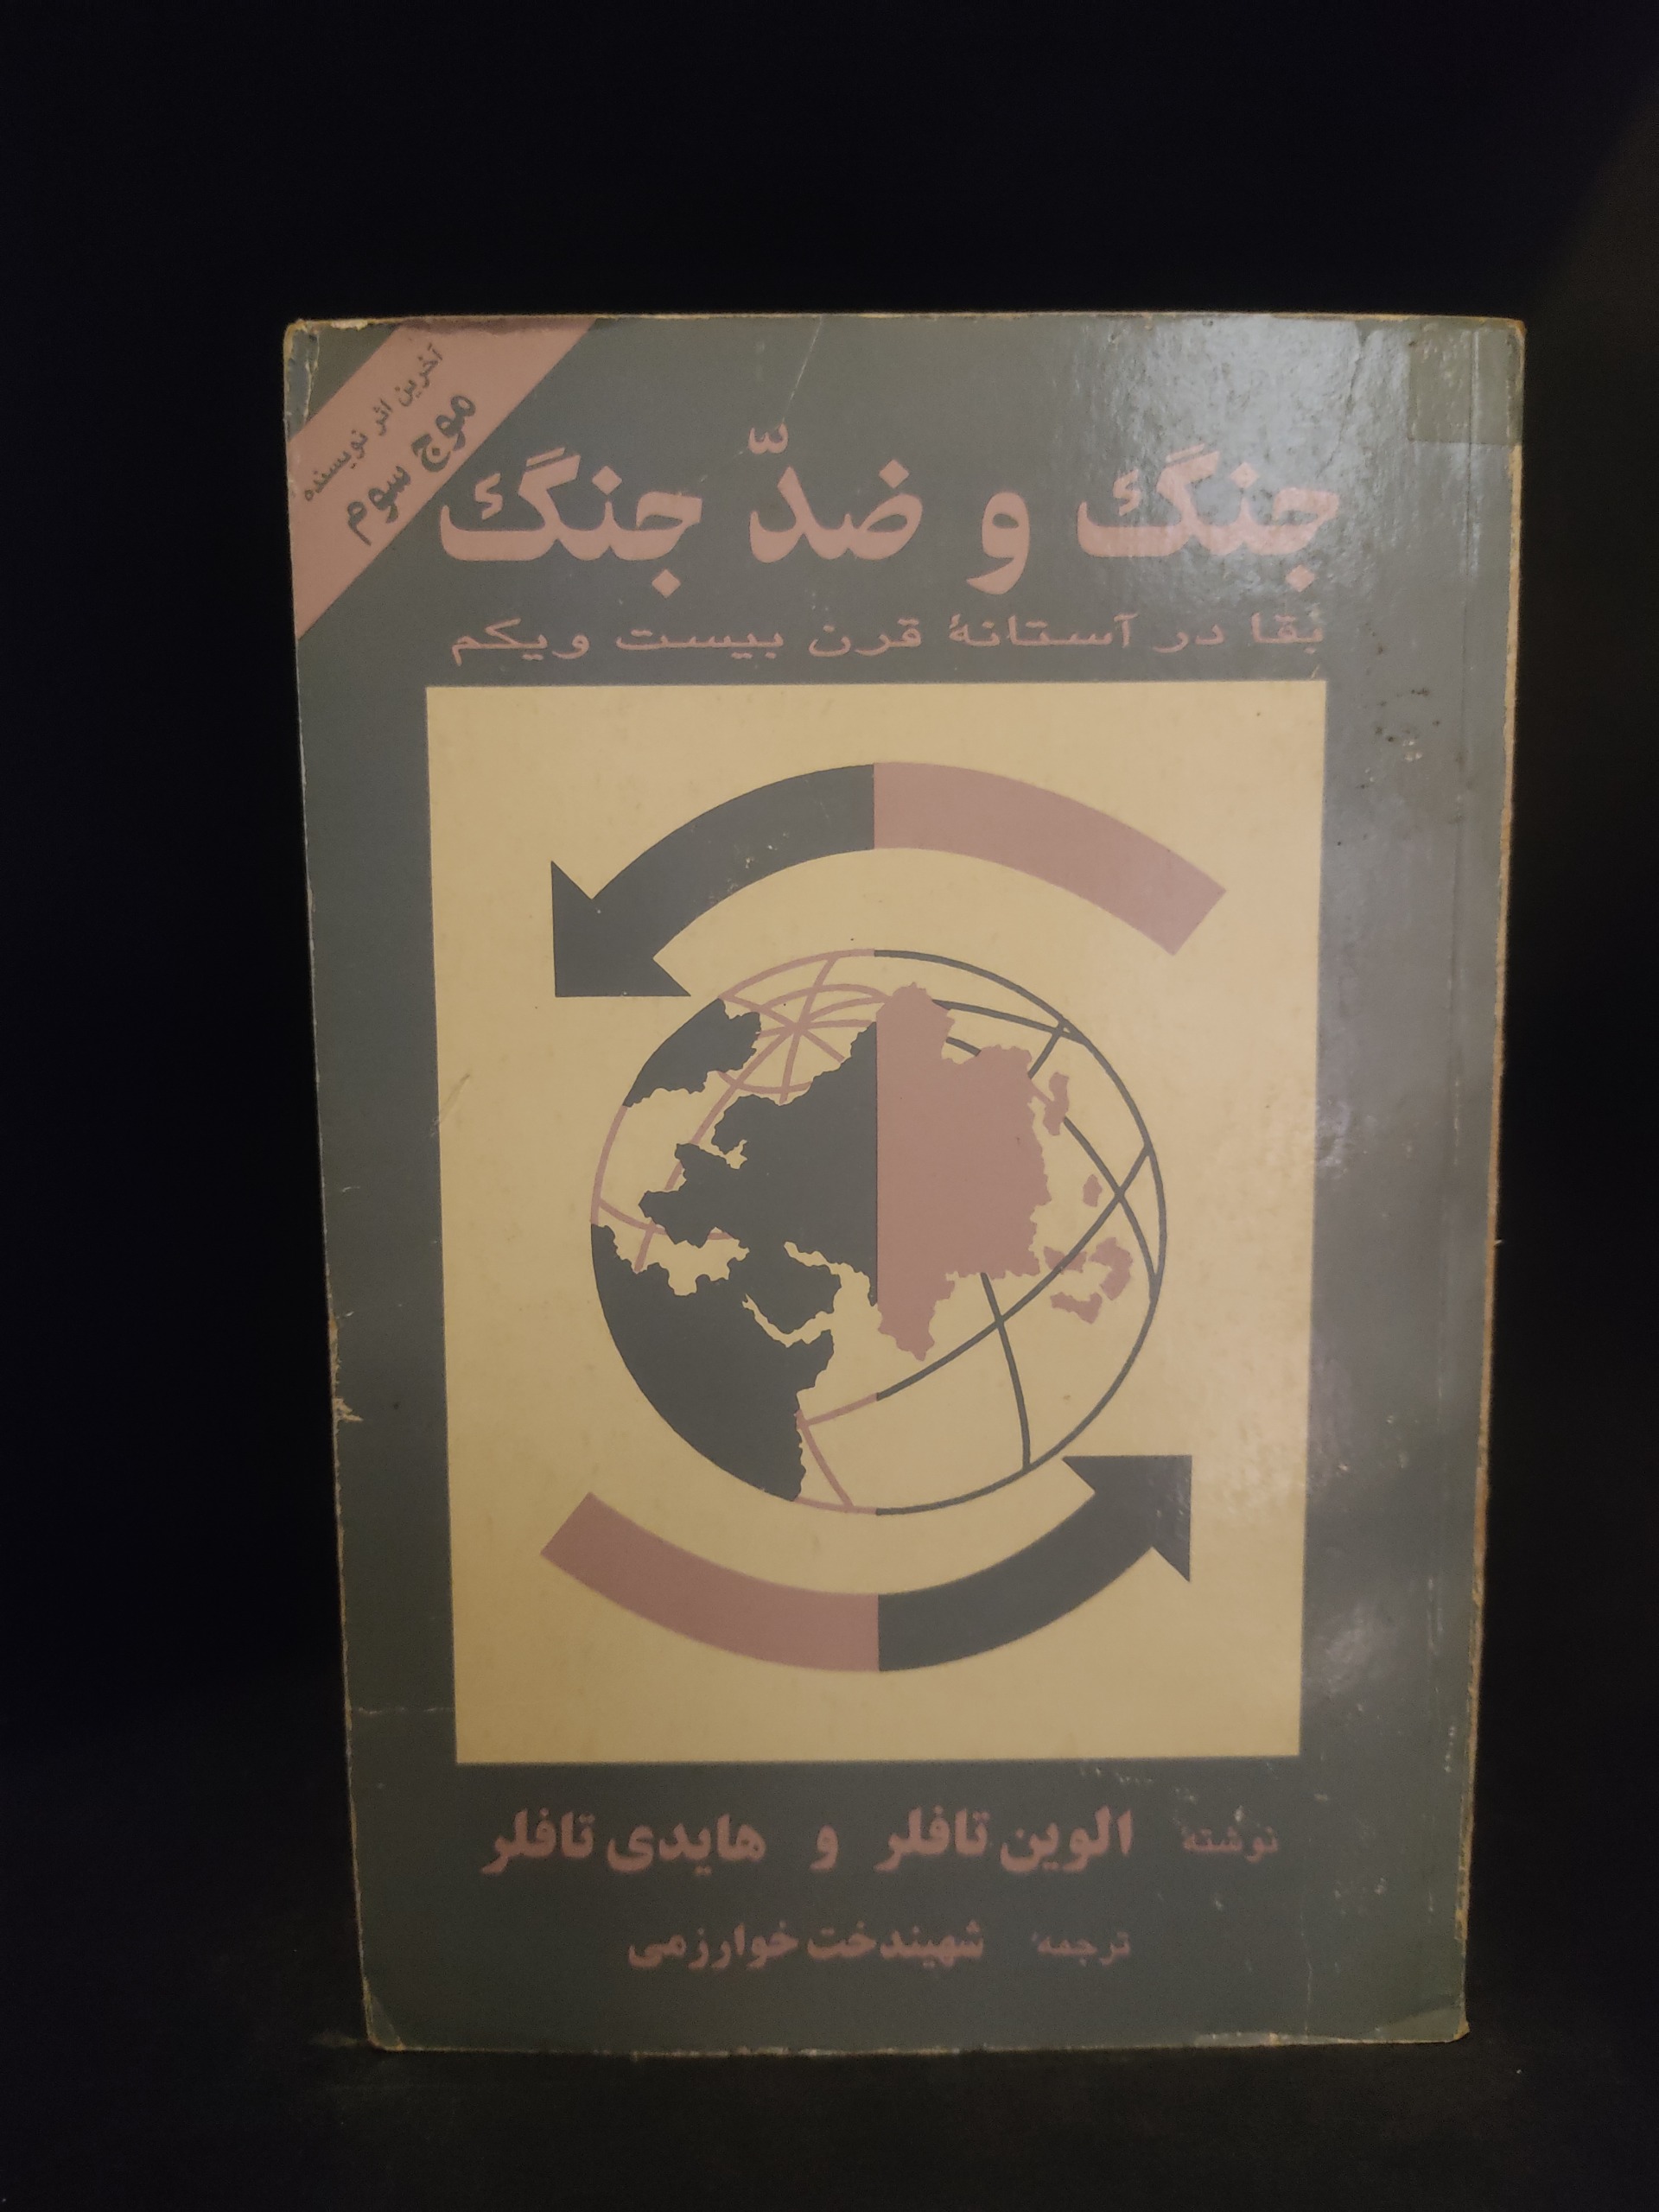 آخرین اثر نویسنده
موج سوم
جنگ و ضدّ جنگ
بقا در آستانهٔ قرن بیست و یکم
نوشتهٔ الوین تافلر و هایدی تافلر
ترجمهٔ شهیندخت خوارزمی